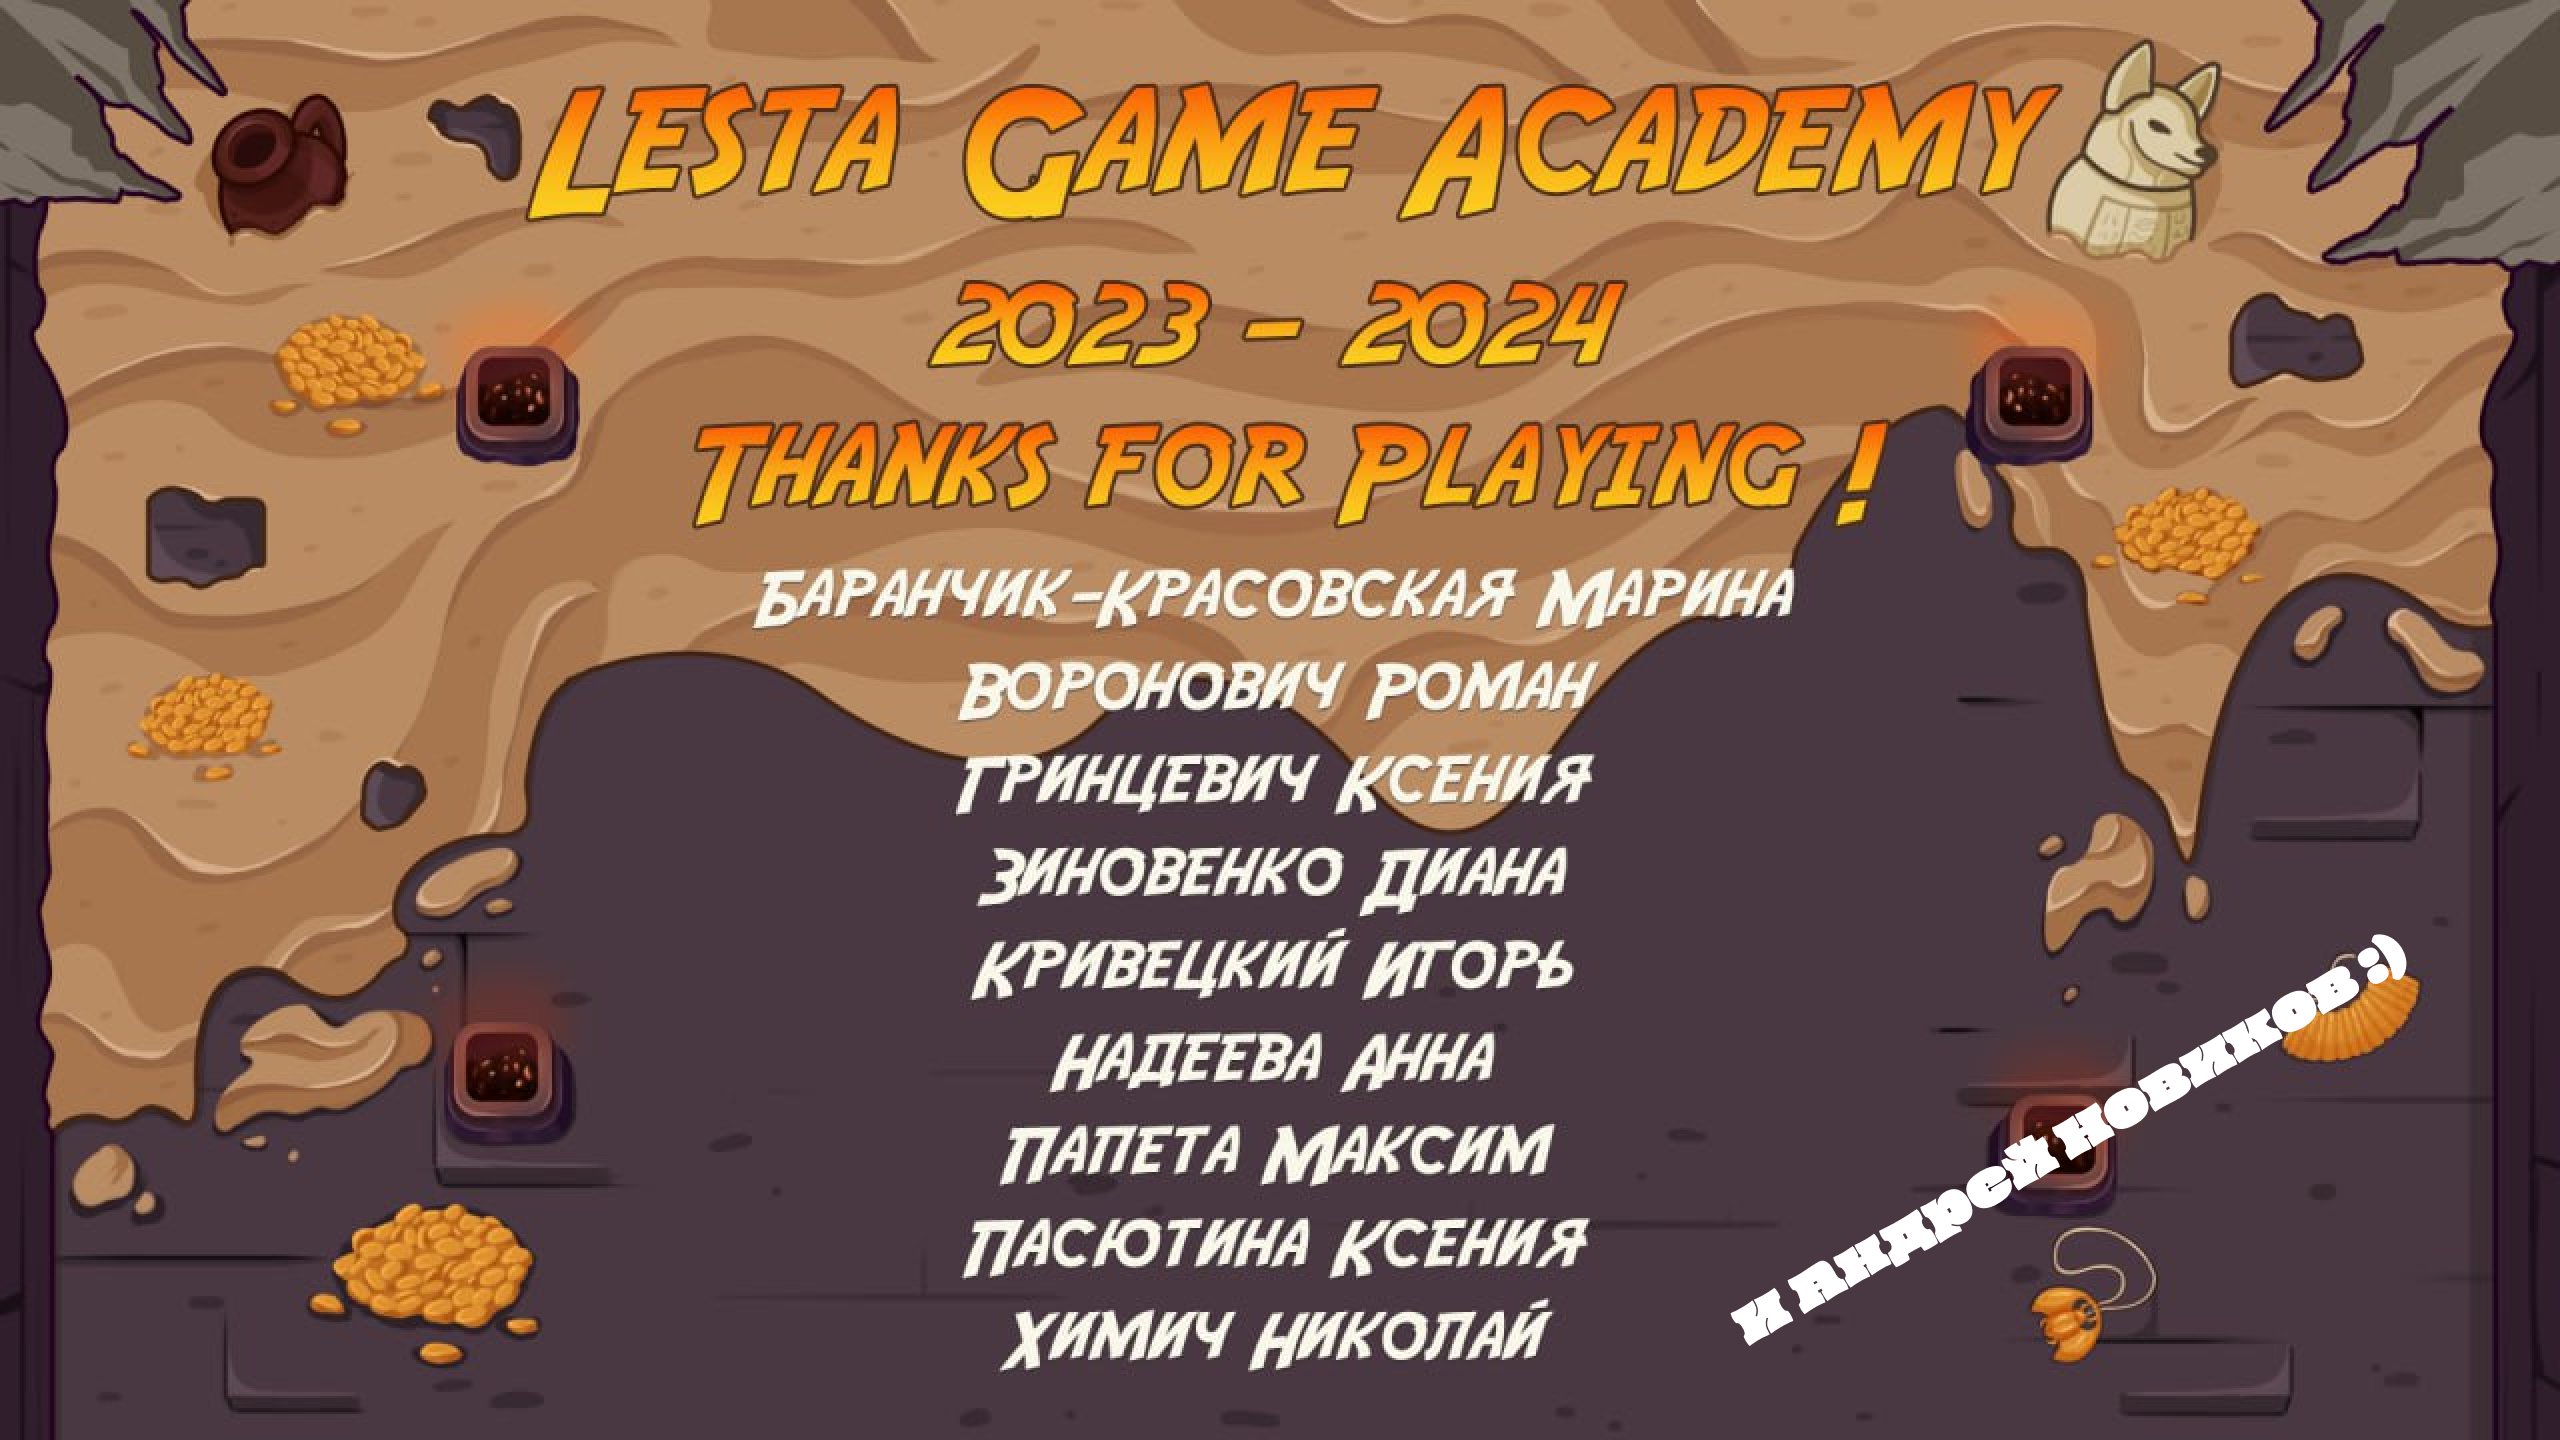 Lesta Game Academy
2023 - 2024
Thanks for Playing !
Баранчик-Красовская Марина
Воронович Роман
Гринцевич Ксения
Зиновенко Диана
Кривецкий Игорь
Надеева Анна
Папета Максим
Пасютина Ксения
Химич Николай
И Андрей Новиков :)